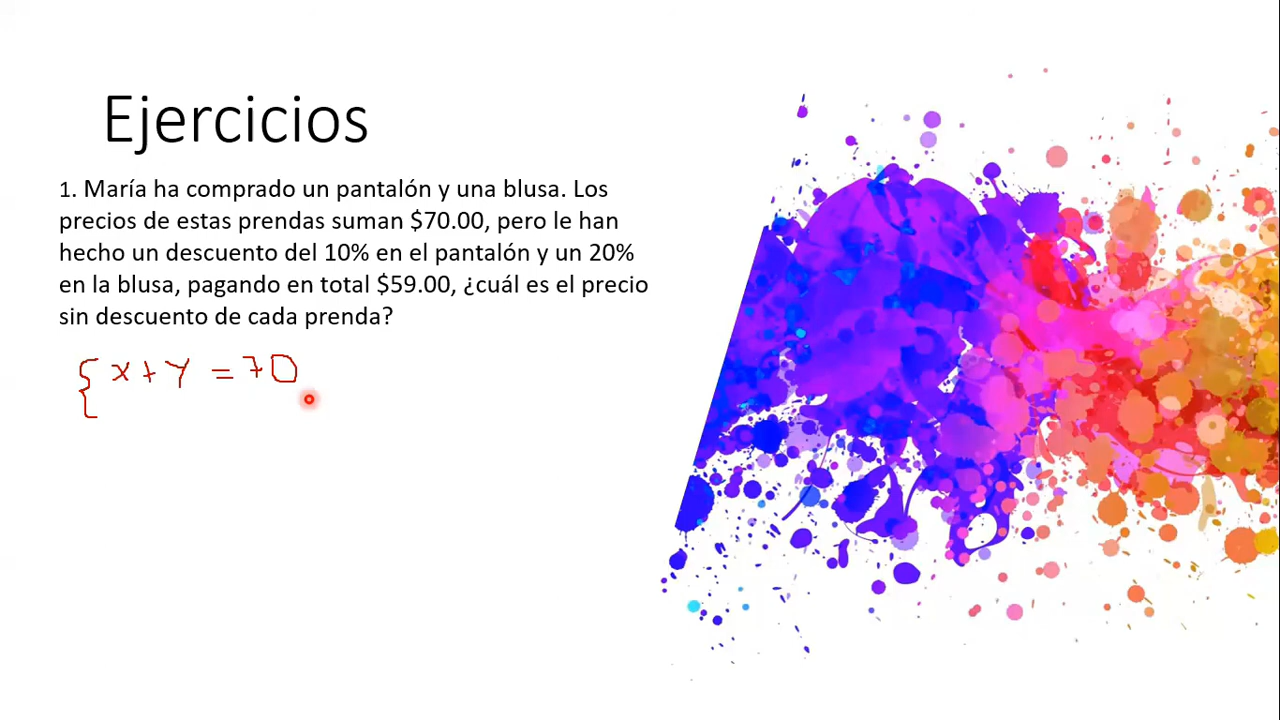 Ejercicios
1. María ha comprado un pantalón y una blusa. Los
precios de estas prendas suman $70.00, pero le han
hecho un descuento del 10% en el pantalón y un 20%
en la blusa, pagando en total $59.00, ¿cuál es el precio
sin descuento de cada prenda?
{ x + y = 70